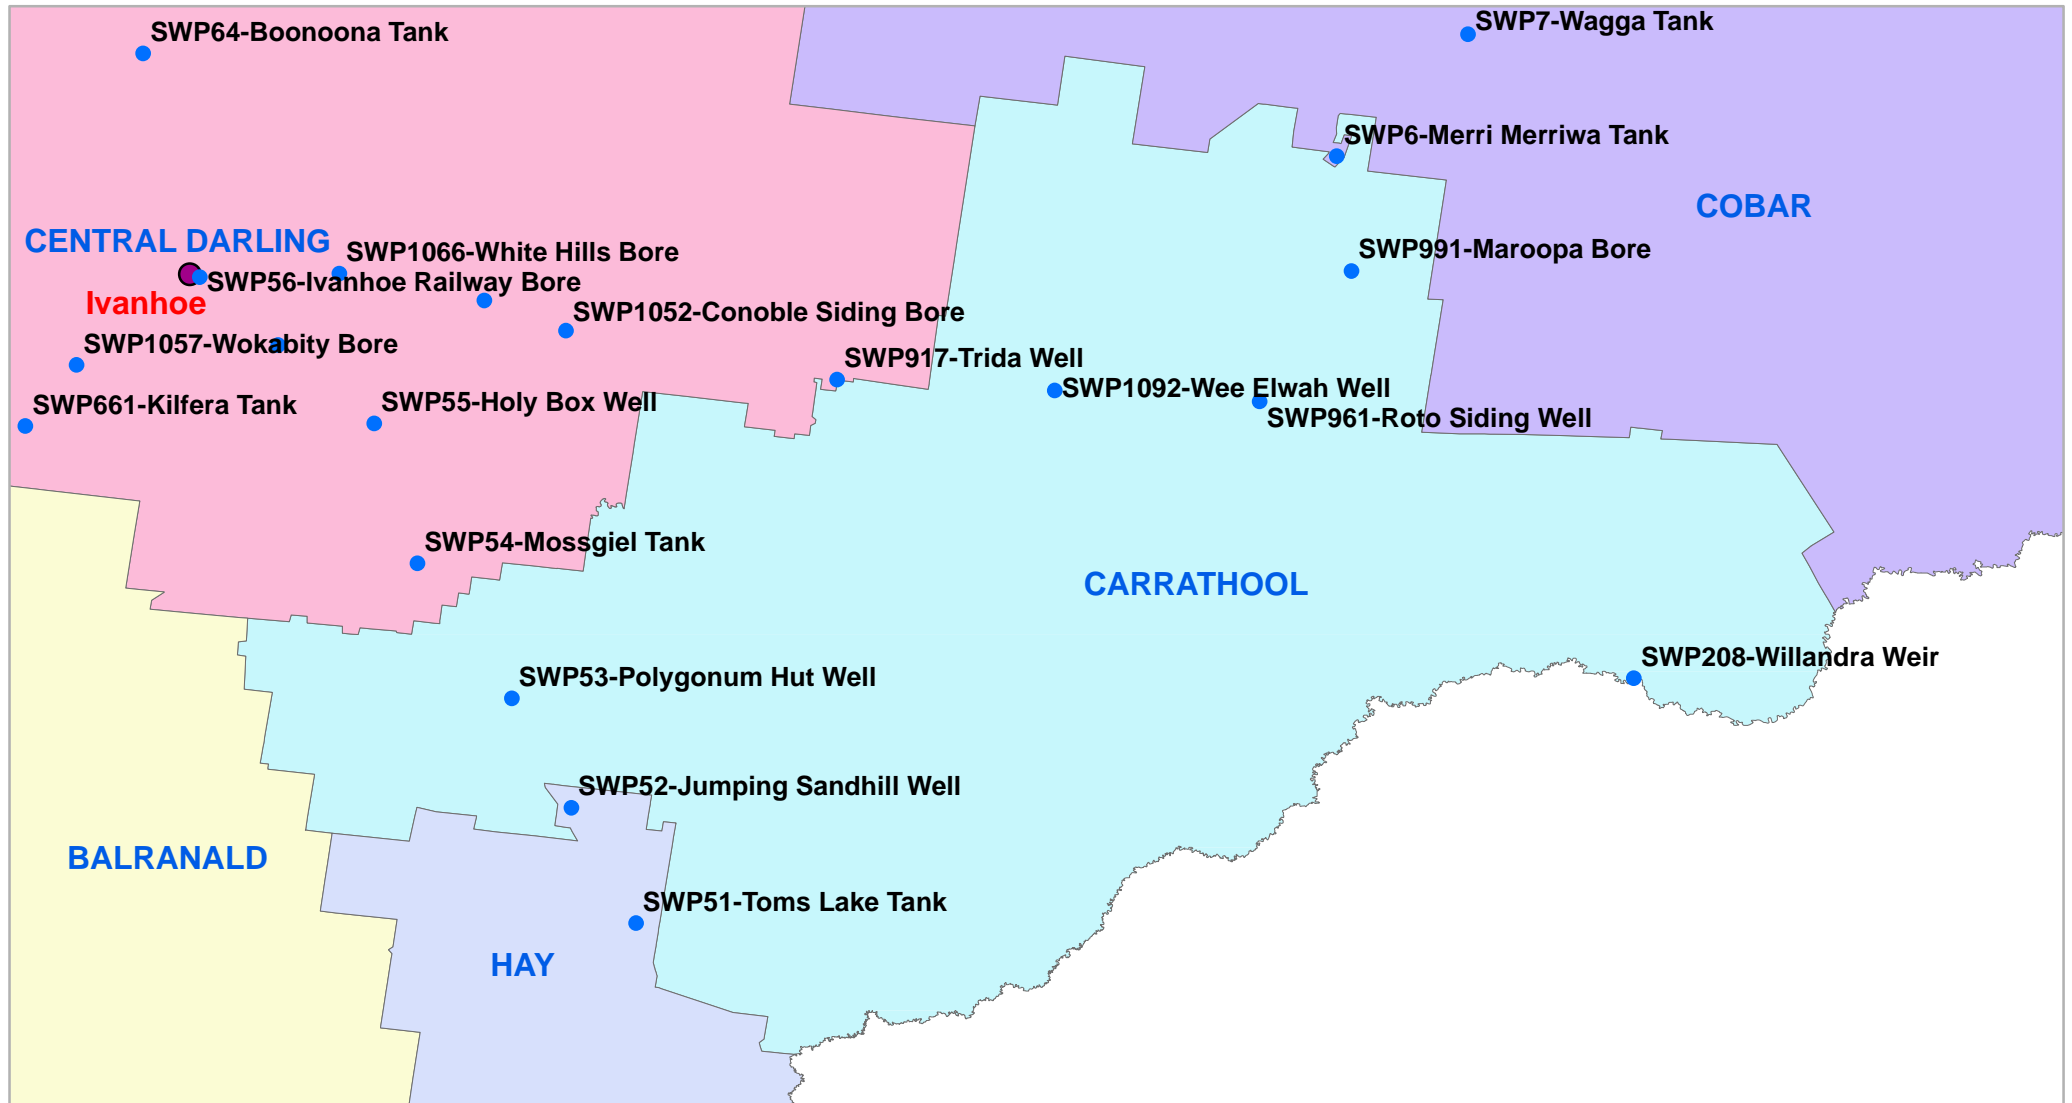 SWP7-Wagga Tank
SWP64-Boonoona Tank
SWP6-Merri Merriwa Tank
COBAR
CENTRAL DARLING
SWP1066-White Hills Bore
SWP991-Maroopa Bore
SWP56-Ivanhoe Railway Bore
Ivanhoe
SWP1052-Conoble Siding Bore
SWP1057-Wokabity Bore
SWP917-Trida Well
SWP1092-Wee Elwah Well
SWP661-Kilfera Tank
SWP55-Holy Box Well
SWP961-Roto Siding Well
SWP54-Mossgiel Tank
CARRATHOOL
SWP208-Willandra Weir
SWP53-Polygonum Hut Well
SWP52-Jumping Sandhill Well
BALRANALD
SWP51-Toms Lake Tank
HAY